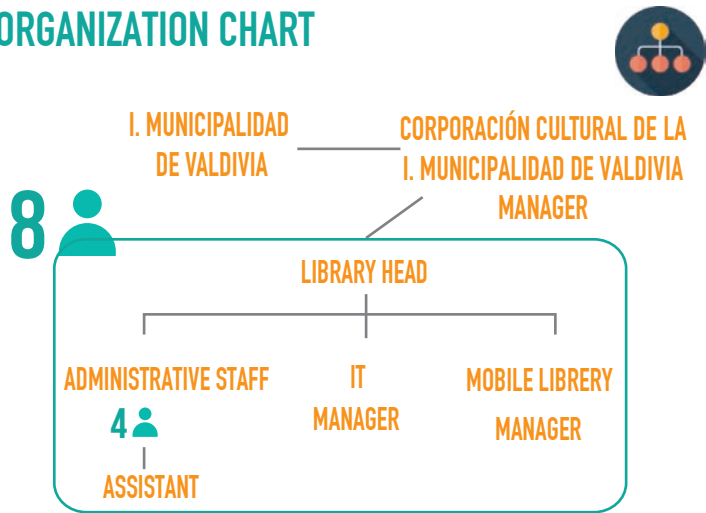 ORGANIZATION CHART
I. MUNICIPALIDAD
DE VALDIVIA
CORPORACIÓN CULTURAL DE LA
I. MUNICIPALIDAD DE VALDIVIA
MANAGER
8
LIBRARY HEAD
ADMINISTRATIVE STAFF
4
ASSISTANT
IT
MANAGER
MOBILE LIBRERY
MANAGER